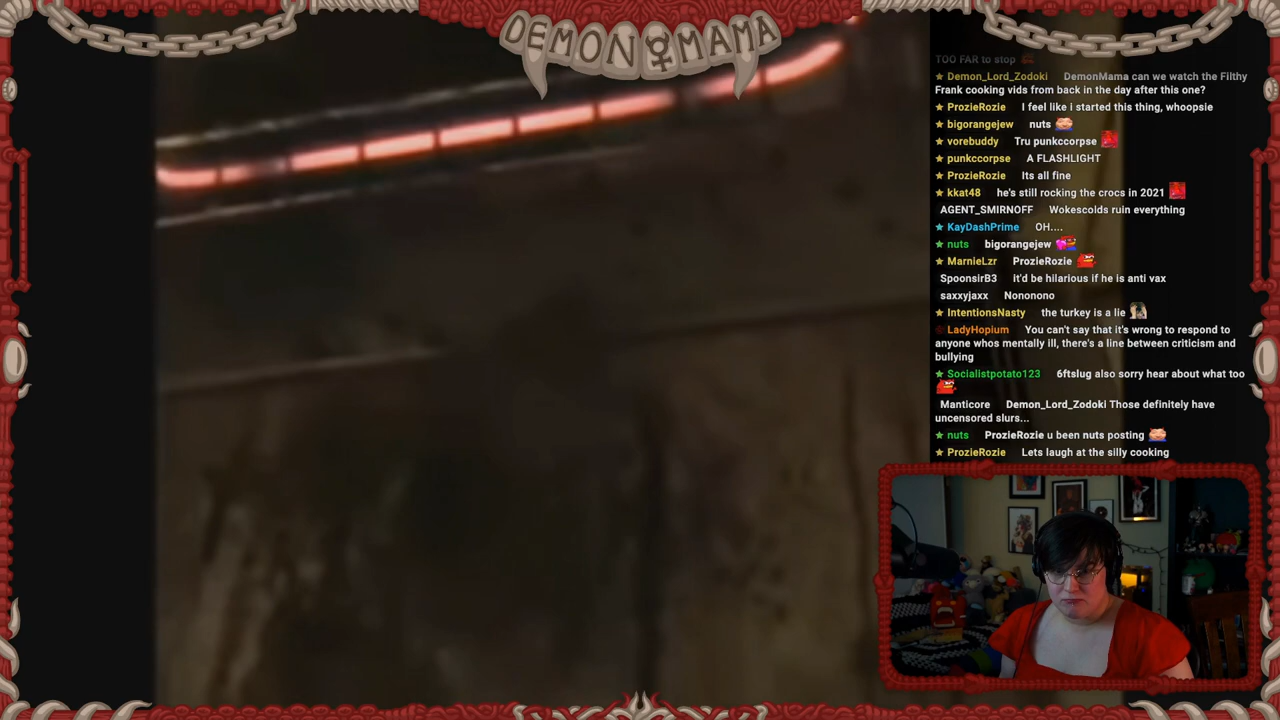 DEMON MAMA
TOO FAR to stop
Demon_Lord_Zodoki DemonMama can we watch the Filthy
Frank cooking vids from back in the day after this one?
ProzieRozie I feel like i started this thing, whoopsie
bigorangejew nuts
vorebuddy Tru punkccorpse
punkccorpse A FLASHLIGHT
ProzieRozie Its all fine
kkat48 he's still rocking the crocs in 2021
AGENT_SMIRNOFF Wokescolds ruin everything
KayDashPrime OH....
nuts bigorangejew
MarnieLzr ProzieRozie
SpoonsirB3 it'd be hilarious if he is anti vax
saxxyjaxx Nonononono
IntentionsNasty the turkey is a lie
LadyHopium You can't say that it's wrong to respond to
anyone whos mentally ill, there's a line between criticism and
bullying
Socialistpotato123 6ftslug also sorry hear about what too
Manticore Demon_Lord_Zodoki Those definitely have
uncensored slurs...
nuts ProzieRozie u been nuts posting
ProzieRozie Lets laugh at the silly cooking